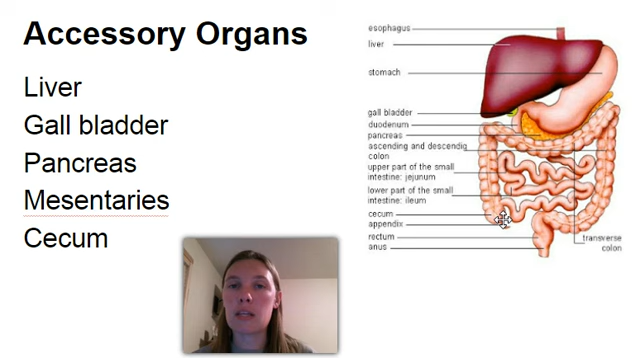 Accessory Organs
Liver
Gall bladder
Pancreas
Mesentaries
Cecum
esophagus
liver
stomach
gall bladder
duodenum
pancreas
ascending and descendig
colon
upper part of the small
intestine: jejunum
lower part of the small
intestine: ileum
cecum
appendix
rectum
anus
transverse
colon